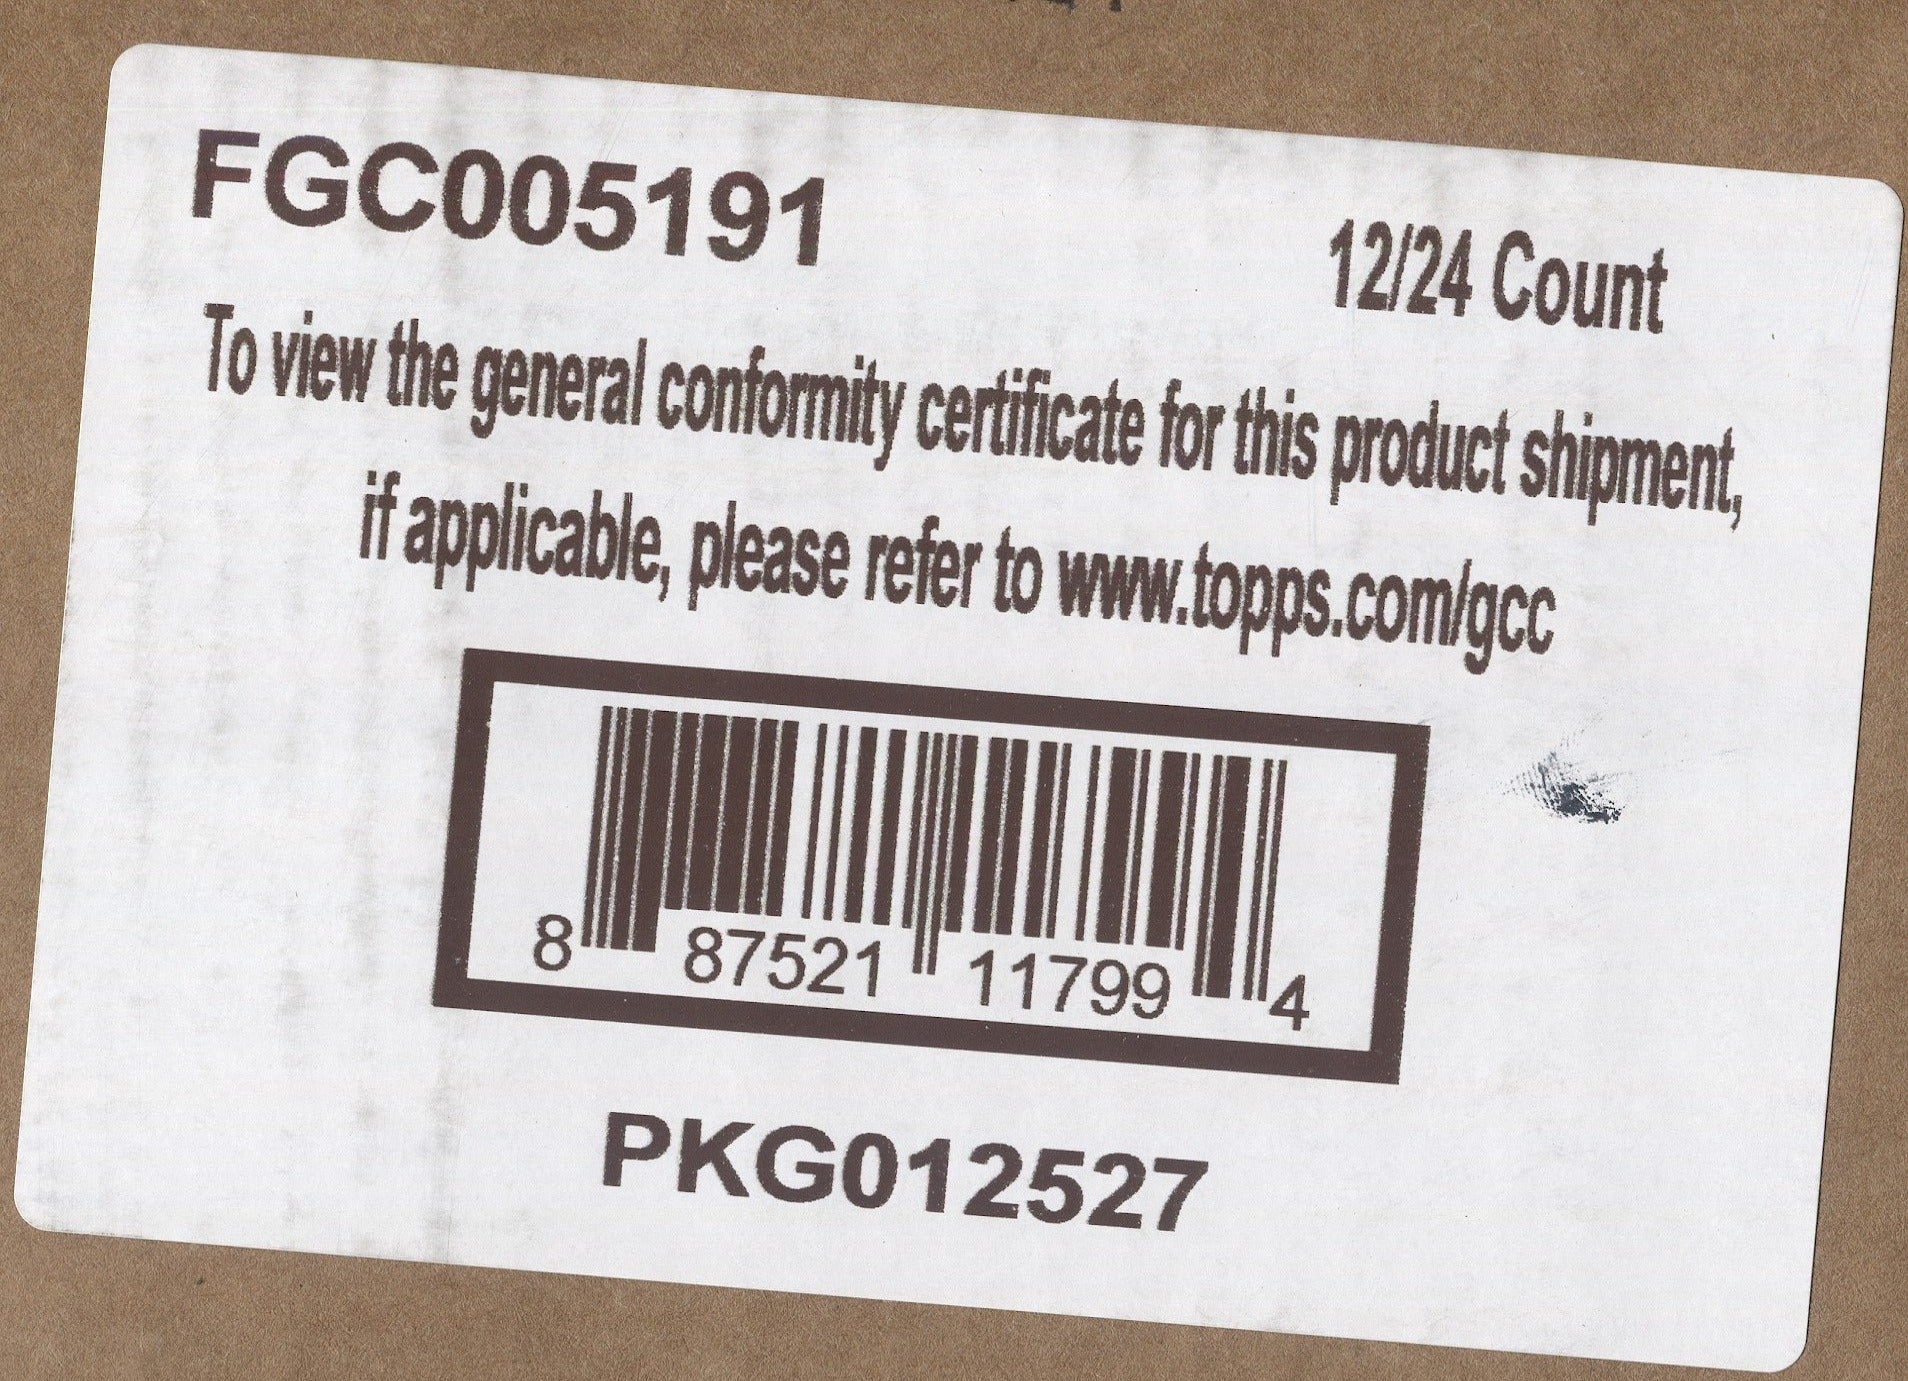 FGC005191
12/24 Count
To view the general conformity certificate for this product shipment,
if applicable, please refer to www.topps.com/gcc
8 87521 11799 4
PKG012527